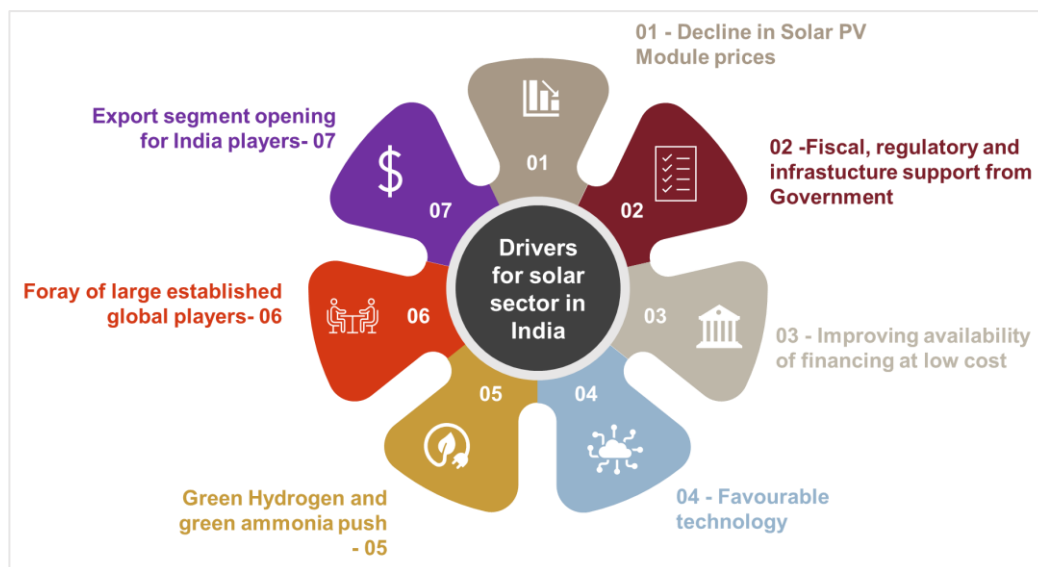 01 - Decline in Solar PV
Module prices
01
02 -Fiscal, regulatory and
infrastucture support from
Government
02
03 - Improving availability
of financing at low cost
03
04 - Favourable
technology
04
Green Hydrogen and
green ammonia push
- 05
05
Foray of large established
global players- 06
06
Export segment opening
for India players- 07
07
Drivers
for solar
sector in
India